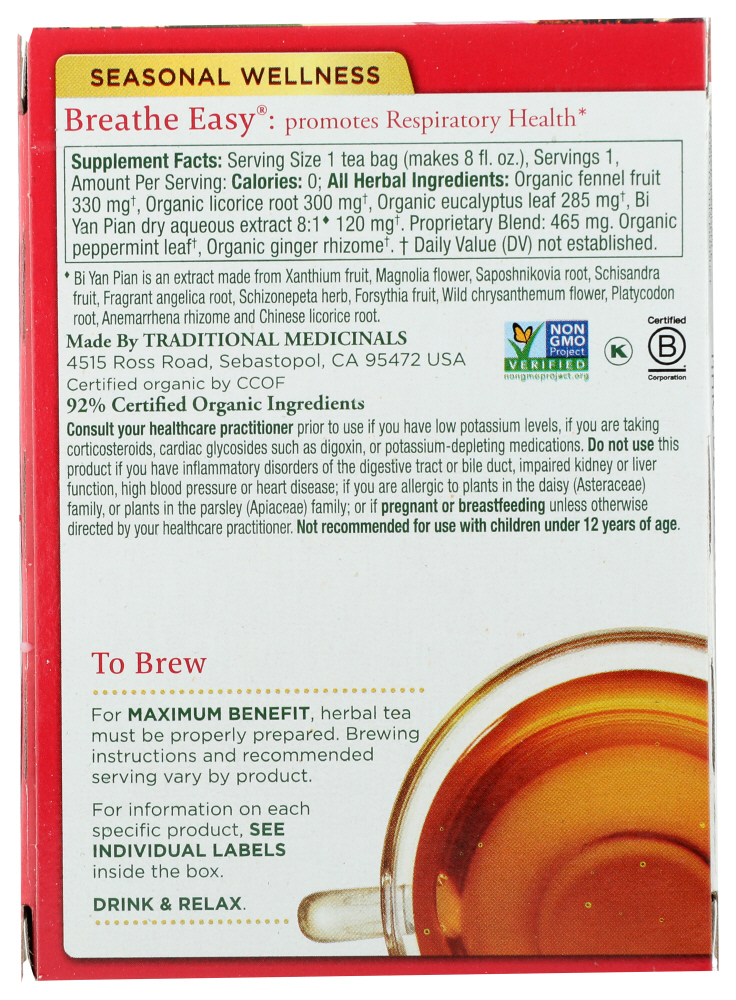 SEASONAL WELLNESS
Breathe Easy®: promotes Respiratory Health*
Supplement Facts: Serving Size 1 tea bag (makes 8 fl. oz.), Servings 1,
Amount Per Serving: Calories: 0; All Herbal Ingredients: Organic fennel fruit
330 mg†, Organic licorice root 300 mg†, Organic eucalyptus leaf 285 mg†, Bi
Yan Pian dry aqueous extract 8:1♦ 120 mg†. Proprietary Blend: 465 mg. Organic
peppermint leaf†, Organic ginger rhizome†. † Daily Value (DV) not established.
♦ Bi Yan Pian is an extract made from Xanthium fruit, Magnolia flower, Saposhnikovia root, Schisandra
fruit, Fragrant angelica root, Schizonepeta herb, Forsythia fruit, Wild chrysanthemum flower, Platycodon
root, Anemarrhena rhizome and Chinese licorice root.
Made By TRADITIONAL MEDICINALS
4515 Ross Road, Sebastopol, CA 95472 USA
Certified organic by CCOF
92% Certified Organic Ingredients
NON
GMO
Project
VERIFIED
nongmoproject.org
K
Certified
B
Corporation
Consult your healthcare practitioner prior to use if you have low potassium levels, if you are taking
corticosteroids, cardiac glycosides such as digoxin, or potassium-depleting medications. Do not use this
product if you have inflammatory disorders of the digestive tract or bile duct, impaired kidney or liver
function, high blood pressure or heart disease; if you are allergic to plants in the daisy (Asteraceae)
family, or plants in the parsley (Apiaceae) family; or if pregnant or breastfeeding unless otherwise
directed by your healthcare practitioner. Not recommended for use with children under 12 years of age.
To Brew
For MAXIMUM BENEFIT, herbal tea
must be properly prepared. Brewing
instructions and recommended
serving vary by product.
For information on each
specific product, SEE
INDIVIDUAL LABELS
inside the box.
DRINK & RELAX.